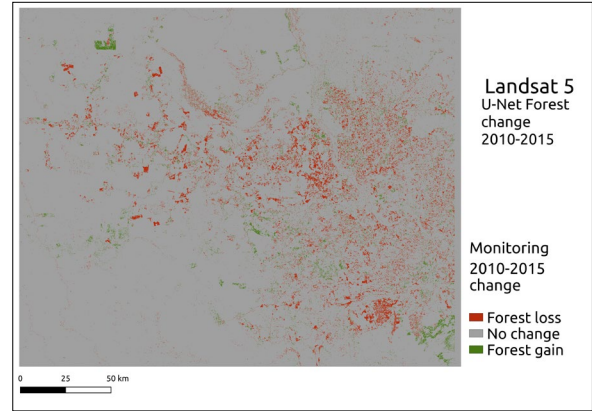 Landsat 5
U-Net Forest
change
2010-2015
Monitoring
2010-2015
change
Forest loss
No change
Forest gain
0 25 50 km